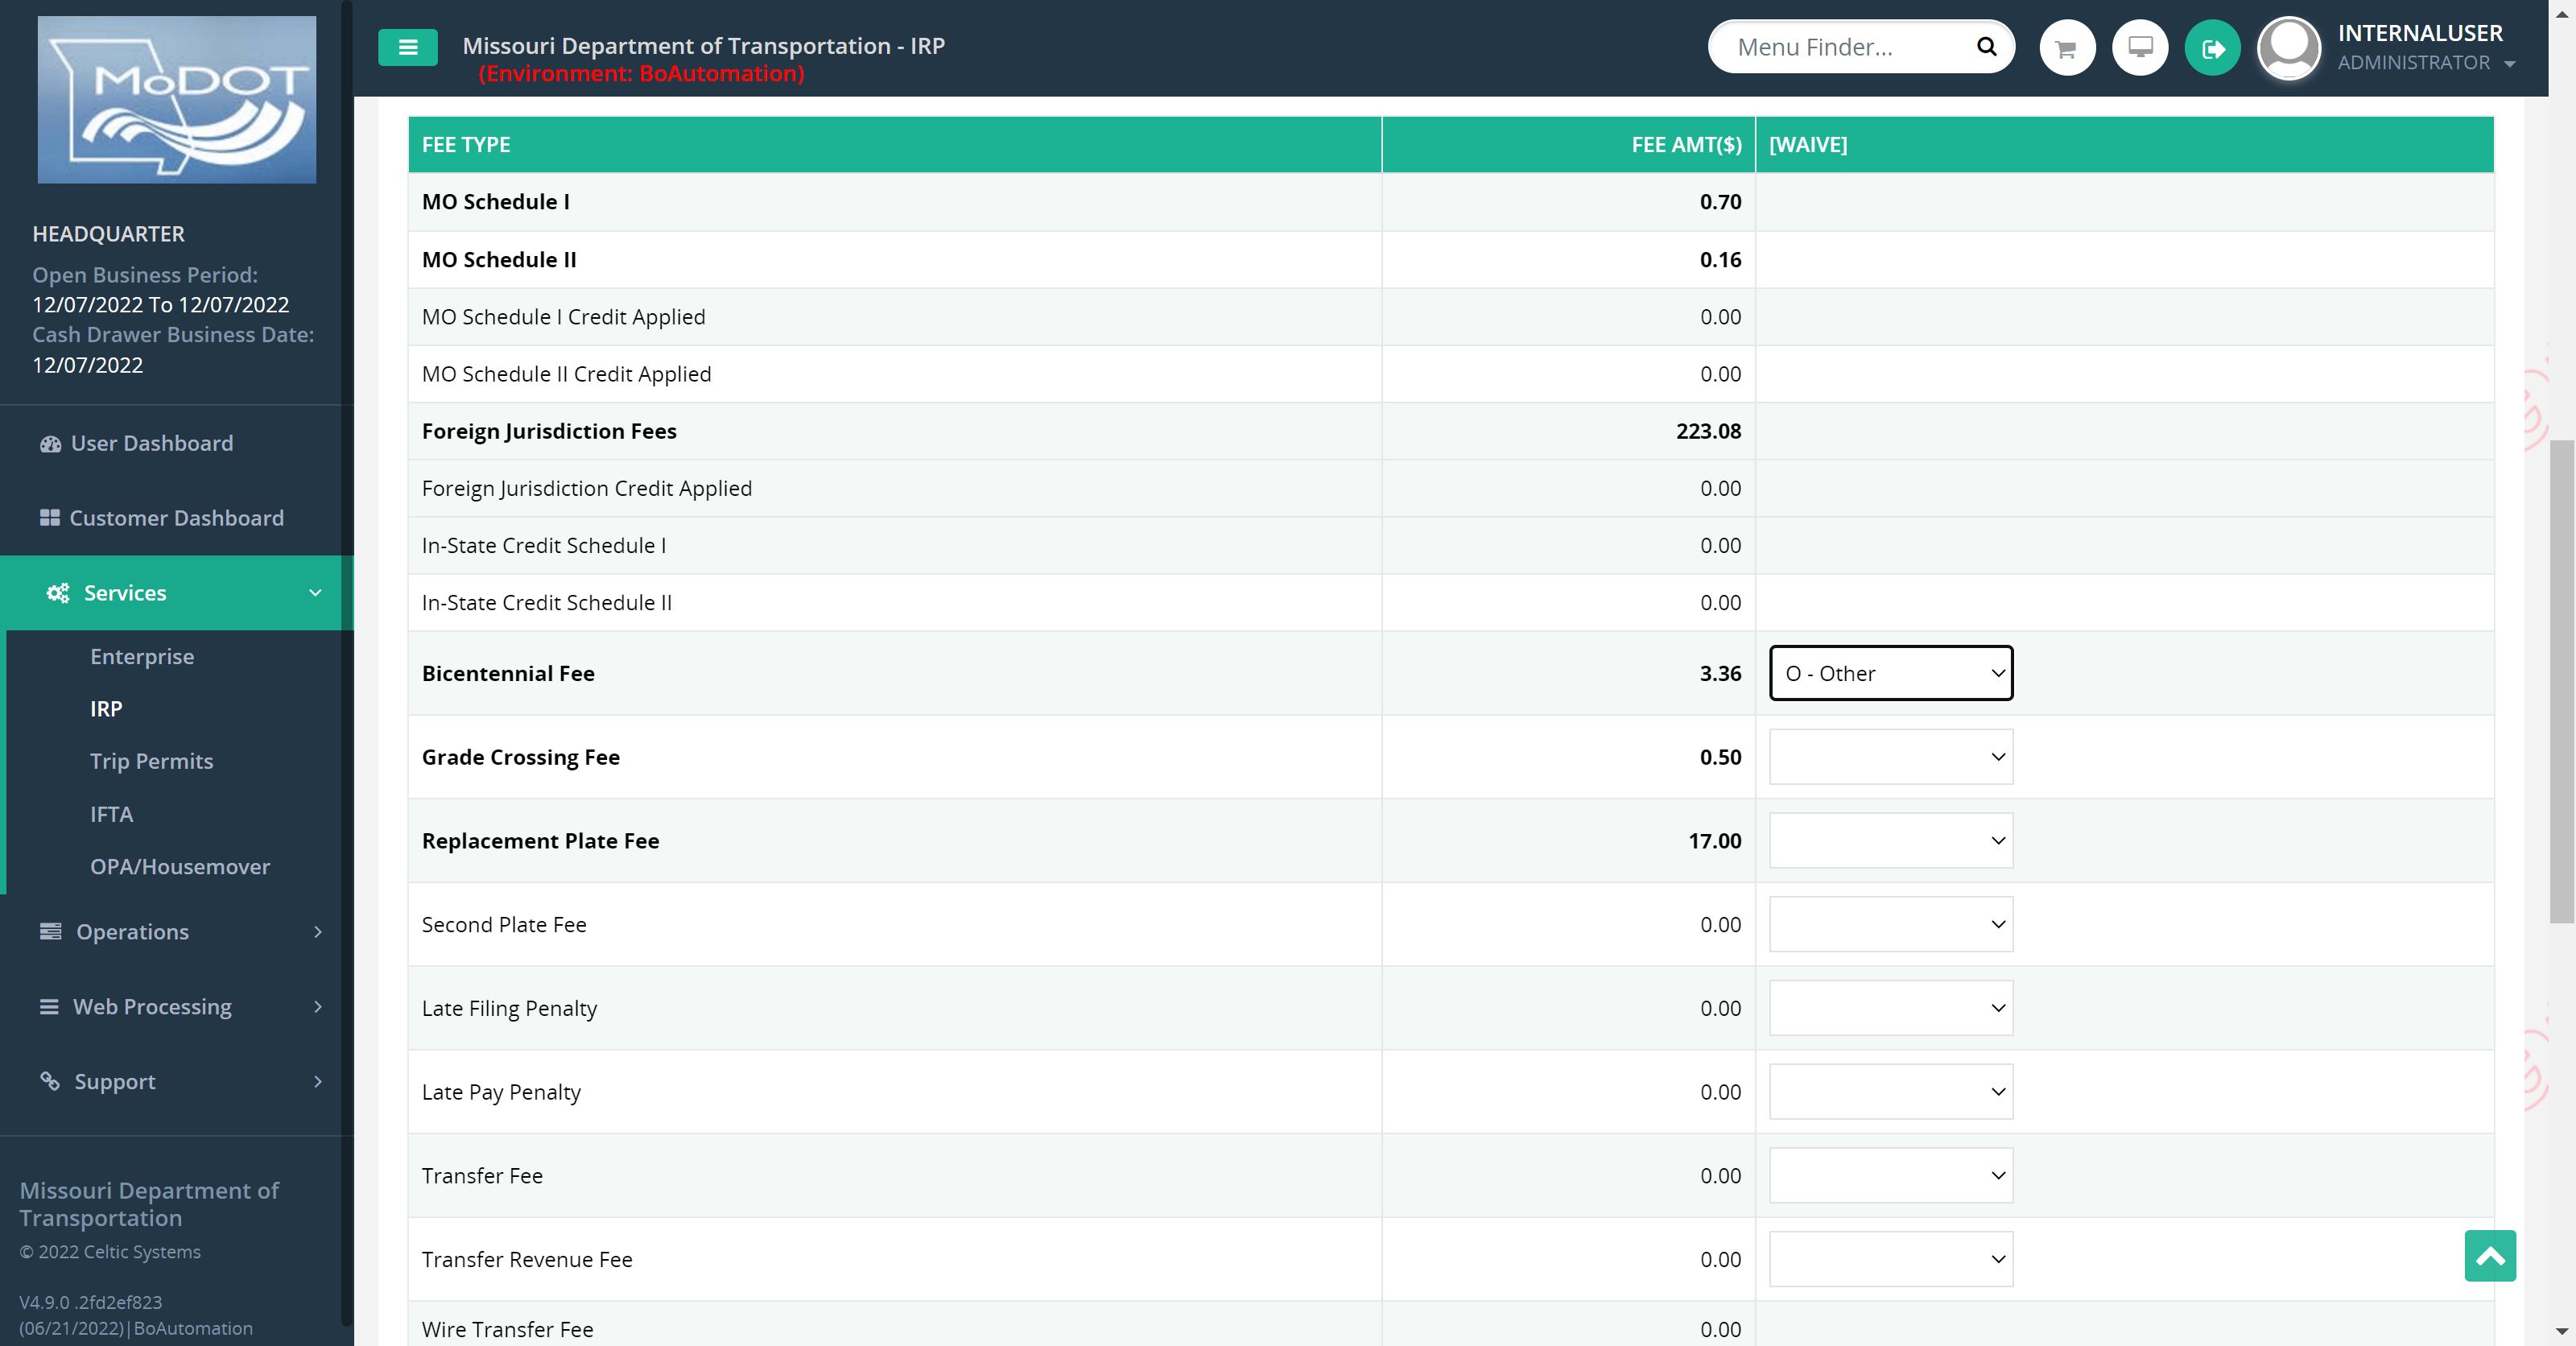 MoDOT
Missouri Department of Transportation - IRP
(Environment: BoAutomation)
Menu Finder...
INTERNALUSER
ADMINISTRATOR
HEADQUARTER
Open Business Period:
12/07/2022 To 12/07/2022
Cash Drawer Business Date:
12/07/2022
User Dashboard
Customer Dashboard
Services
Enterprise
IRP
Trip Permits
IFTA
OPA/Housemover
Operations
Web Processing
Support
Missouri Department of
Transportation
© 2022 Celtic Systems
V4.9.0 .2fd2ef823
(06/21/2022)|BoAutomation
FEE TYPE FEE AMT($) [WAIVE]
MO Schedule I 0.70
MO Schedule II 0.16
MO Schedule I Credit Applied 0.00
MO Schedule II Credit Applied 0.00
Foreign Jurisdiction Fees 223.08
Foreign Jurisdiction Credit Applied 0.00
In-State Credit Schedule I 0.00
In-State Credit Schedule II 0.00
Bicentennial Fee 3.36 O - Other
Grade Crossing Fee 0.50
Replacement Plate Fee 17.00
Second Plate Fee 0.00
Late Filing Penalty 0.00
Late Pay Penalty 0.00
Transfer Fee 0.00
Transfer Revenue Fee 0.00
Wire Transfer Fee 0.00